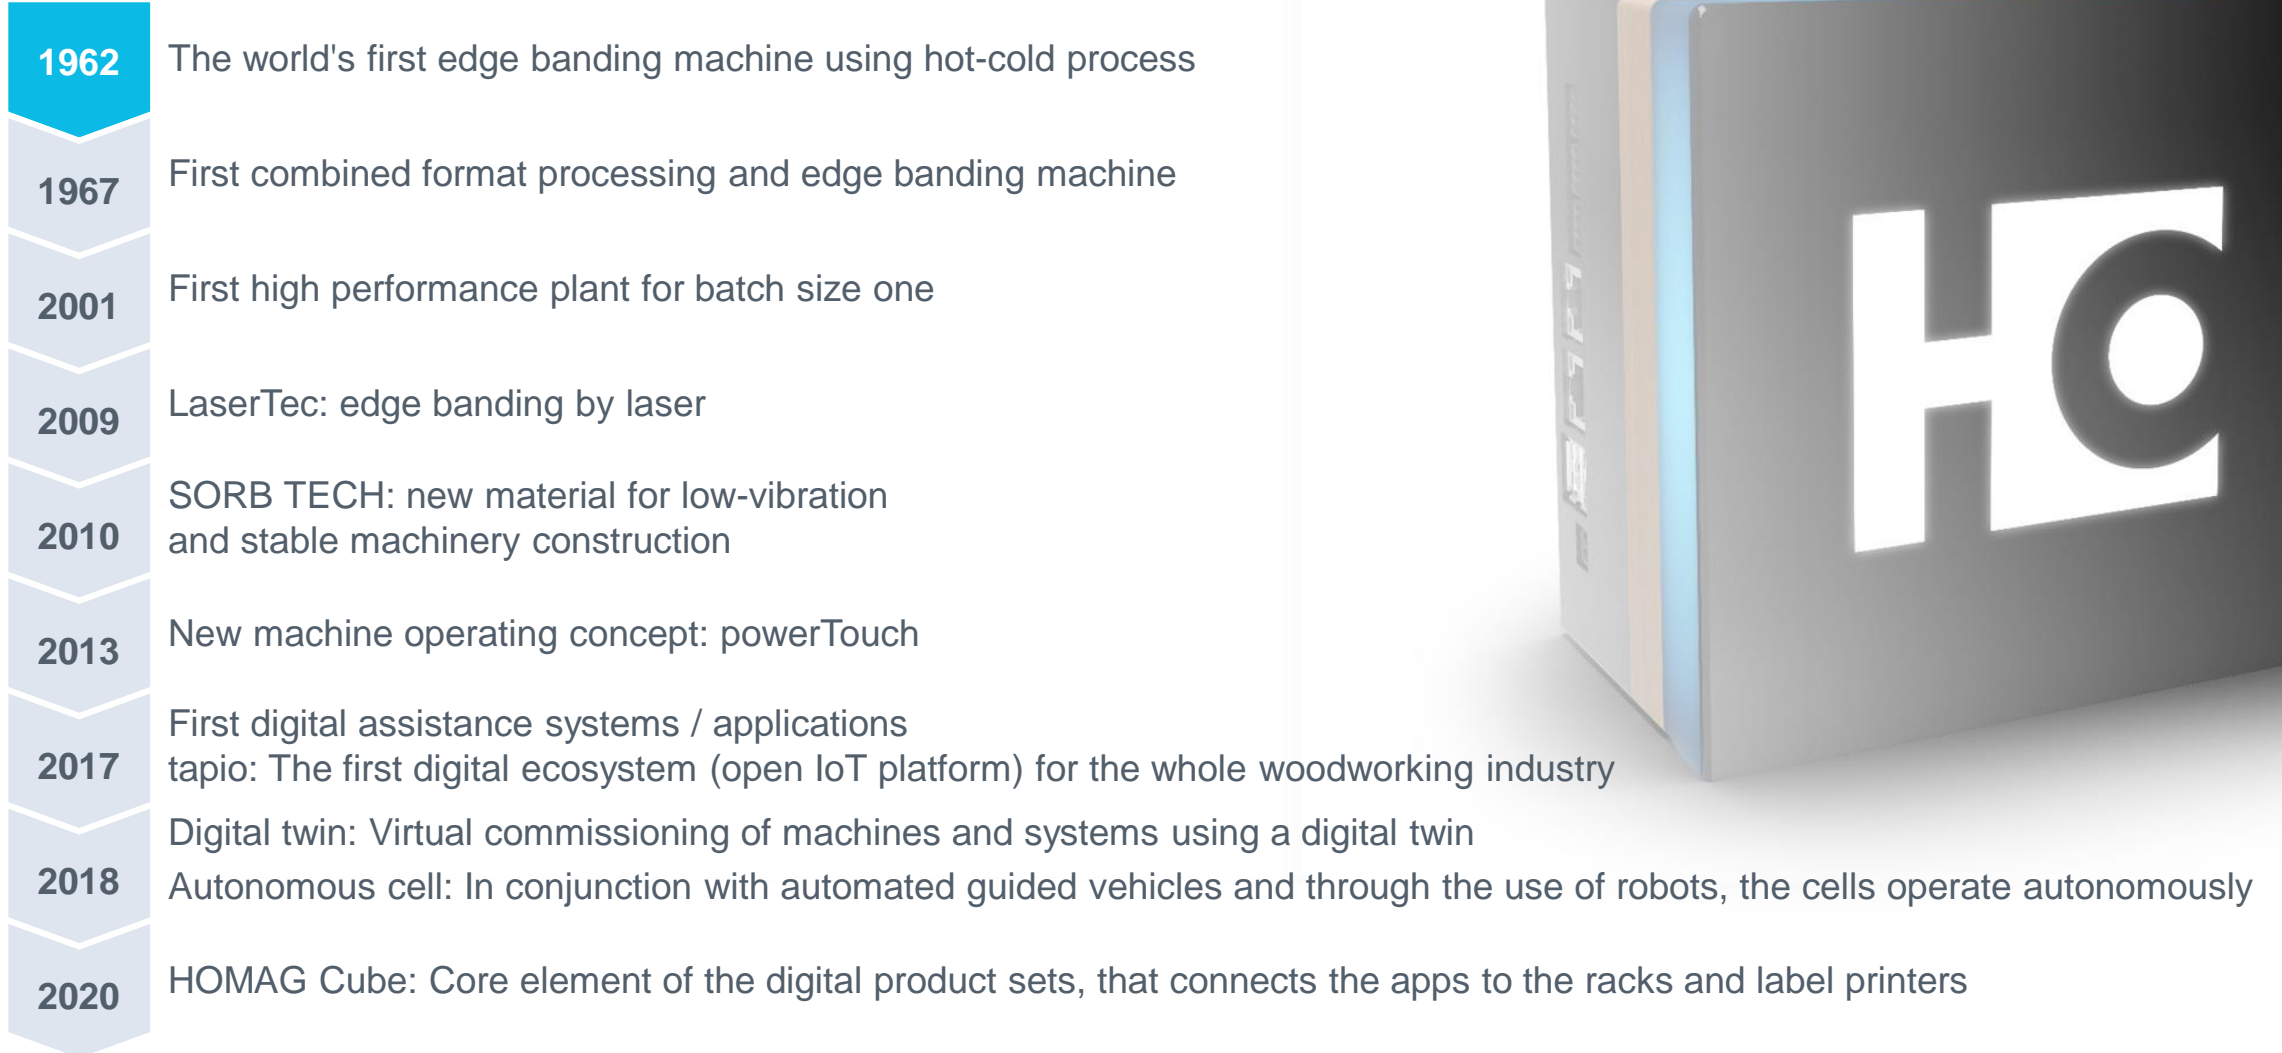 1962
The world's first edge banding machine using hot-cold process
1967
First combined format processing and edge banding machine
2001
First high performance plant for batch size one
2009
LaserTec: edge banding by laser
2010
SORB TECH: new material for low-vibration
and stable machinery construction
2013
New machine operating concept: powerTouch
2017
First digital assistance systems / applications
tapio: The first digital ecosystem (open IoT platform) for the whole woodworking industry
2018
Digital twin: Virtual commissioning of machines and systems using a digital twin
Autonomous cell: In conjunction with automated guided vehicles and through the use of robots, the cells operate autonomously
2020
HOMAG Cube: Core element of the digital product sets, that connects the apps to the racks and label printers
HO